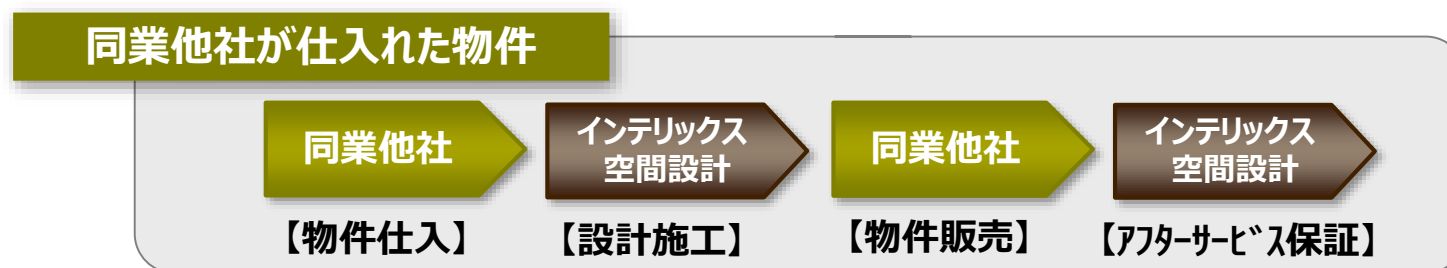 同業他社が仕入れた物件
同業他社
インテリックス
空間設計
同業他社
インテリックス
空間設計
【物件仕入】
【設計施工】
【物件販売】
【ｱﾌﾀｰｻｰﾋﾞｽ保証】